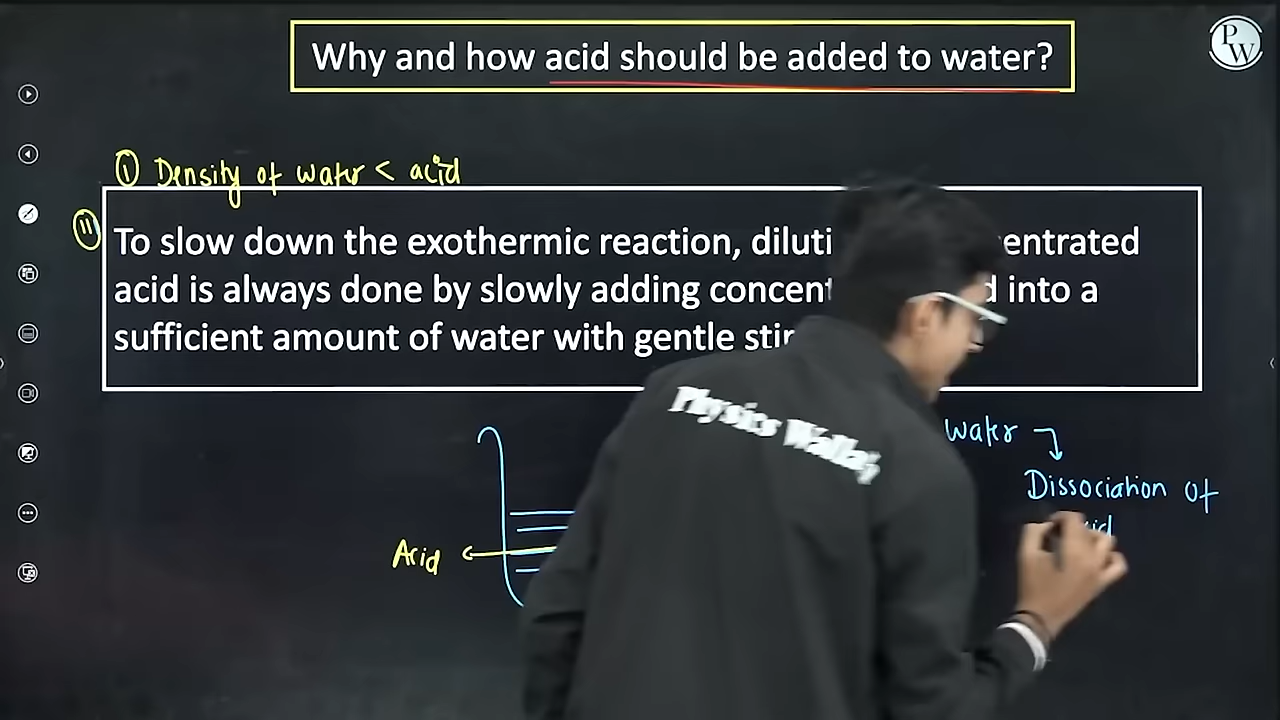 Why and how acid should be added to water?
PW
① Density of water < acid
II To slow down the exothermic reaction, diluti entrated
acid is always done by slowly adding concent d into a
sufficient amount of water with gentle stir
water
Dissociation of
Acid
Physics Walla